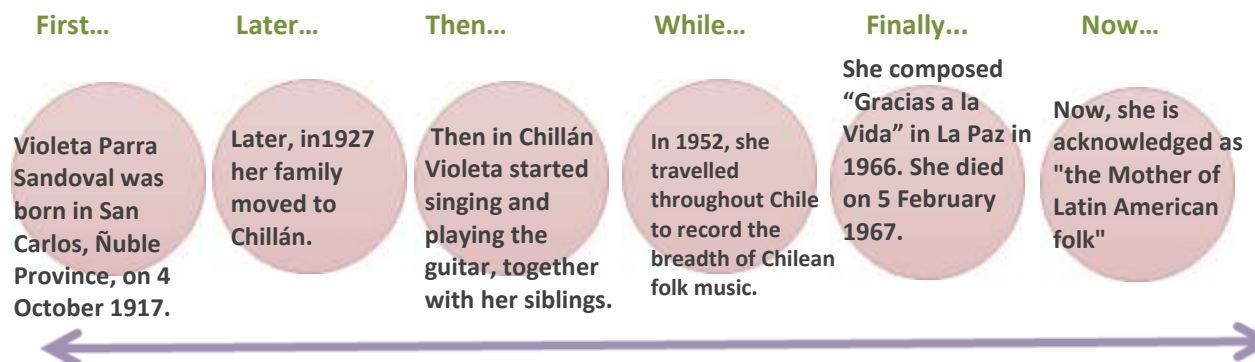 First…
Later…
Then…
While…
Finally...
Now…
Violeta Parra
Sandoval was
born in San
Carlos, Ñuble
Province, on 4
October 1917.
Later, in1927
her family
moved to
Chillán.
Then in Chillán
Violeta started
singing and
playing the
guitar, together
with her siblings.
In 1952, she
travelled
throughout Chile
to record the
breadth of Chilean
folk music.
She composed
“Gracias a la
Vida” in La Paz in
1966. She died
on 5 February
1967.
Now, she is
acknowledged as
"the Mother of
Latin American
folk"